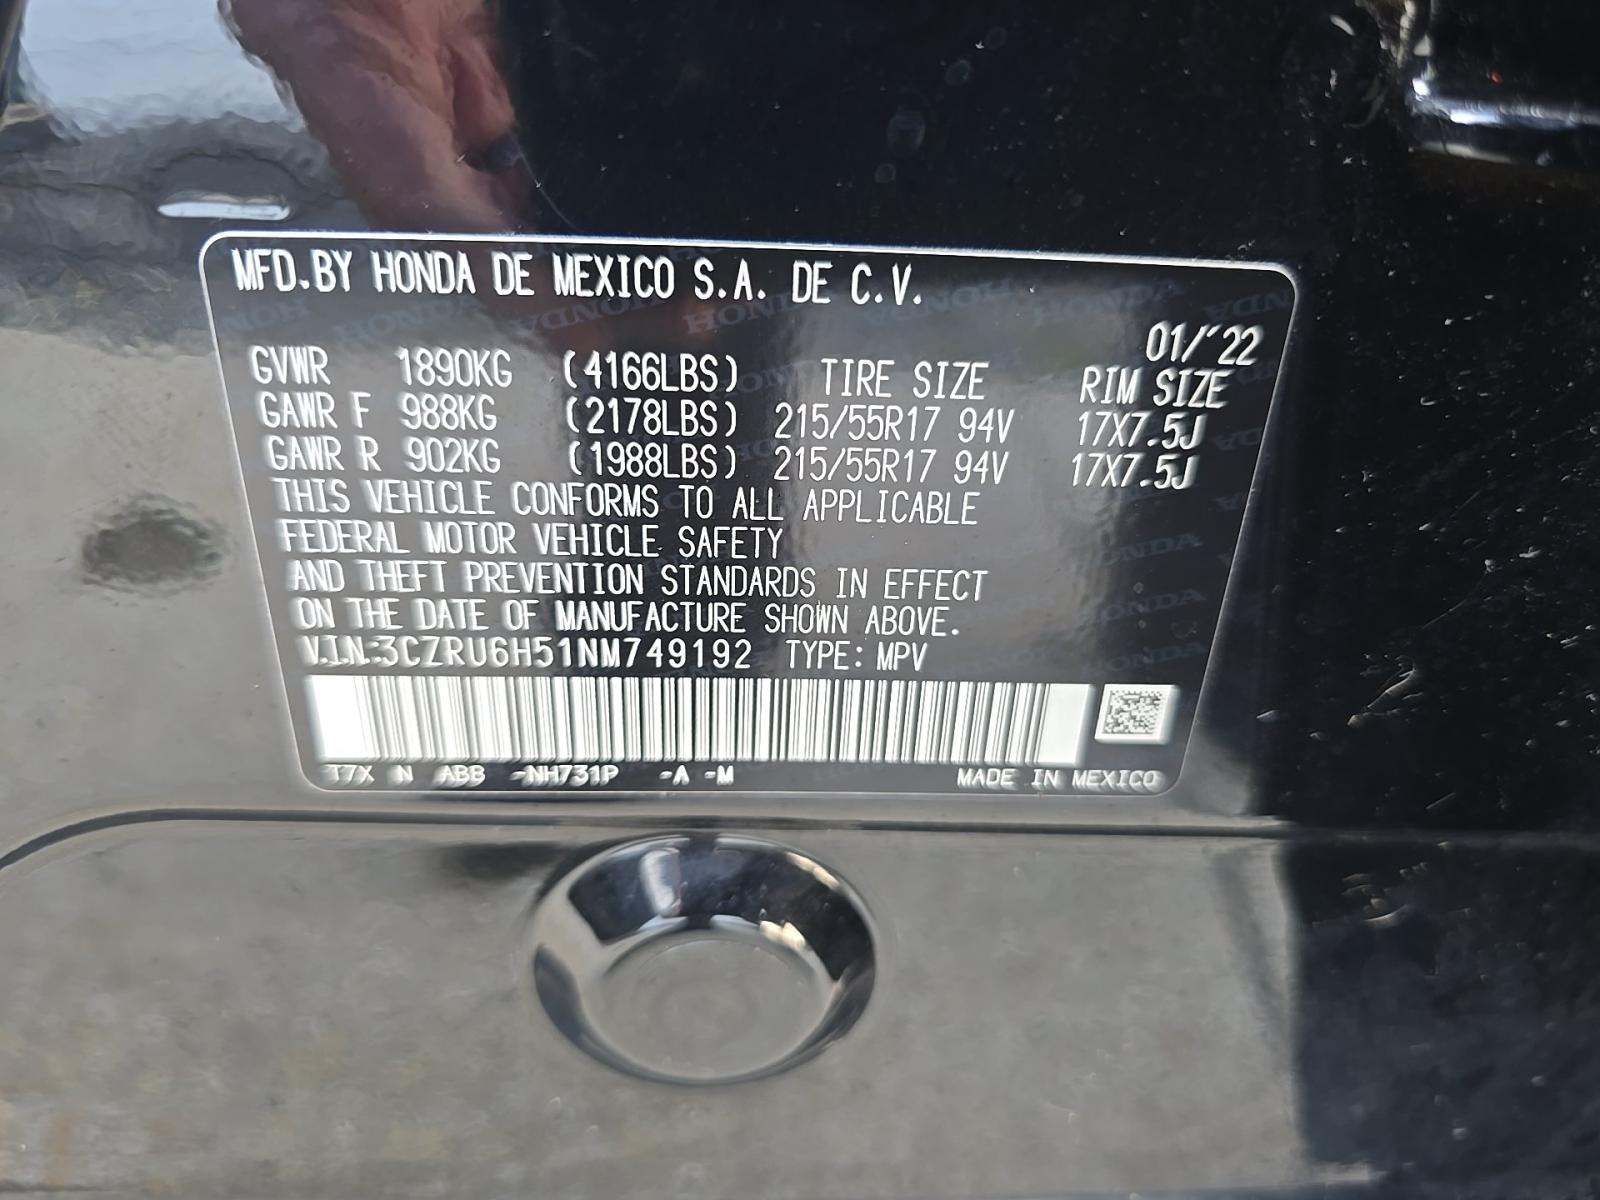 MFD.BY HONDA DE MEXICO S.A. DE C.V.
01/'22
GVWR 1890KG (4166LBS) TIRE SIZE RIM SIZE
GAWR F 988KG (2178LBS) 215/55R17 94V 17X7.5J
GAWR R 902KG (1988LBS) 215/55R17 94V 17X7.5J
THIS VEHICLE CONFORMS TO ALL APPLICABLE
FEDERAL MOTOR VEHICLE SAFETY
AND THEFT PREVENTION STANDARDS IN EFFECT
ON THE DATE OF MANUFACTURE SHOWN ABOVE.
V.I.N:3CZRU6H51NM749192 TYPE: MPV
T7X N ABB -NH731P -A -M MADE IN MEXICO